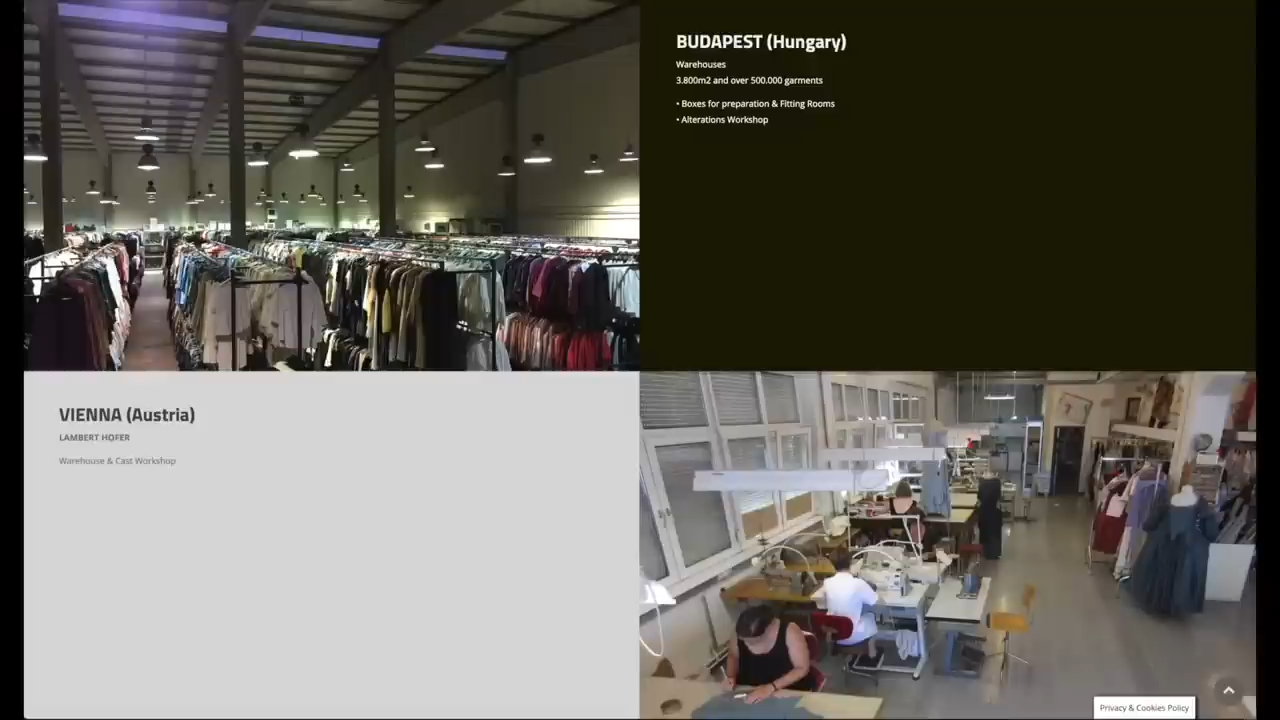 BUDAPEST (Hungary)
Warehouses
3.800m2 and over 500.000 garments
• Boxes for preparation & Fitting Rooms
• Alterations Workshop
VIENNA (Austria)
LAMBERT HOFER
Warehouse & Cast Workshop
Privacy & Cookies Policy